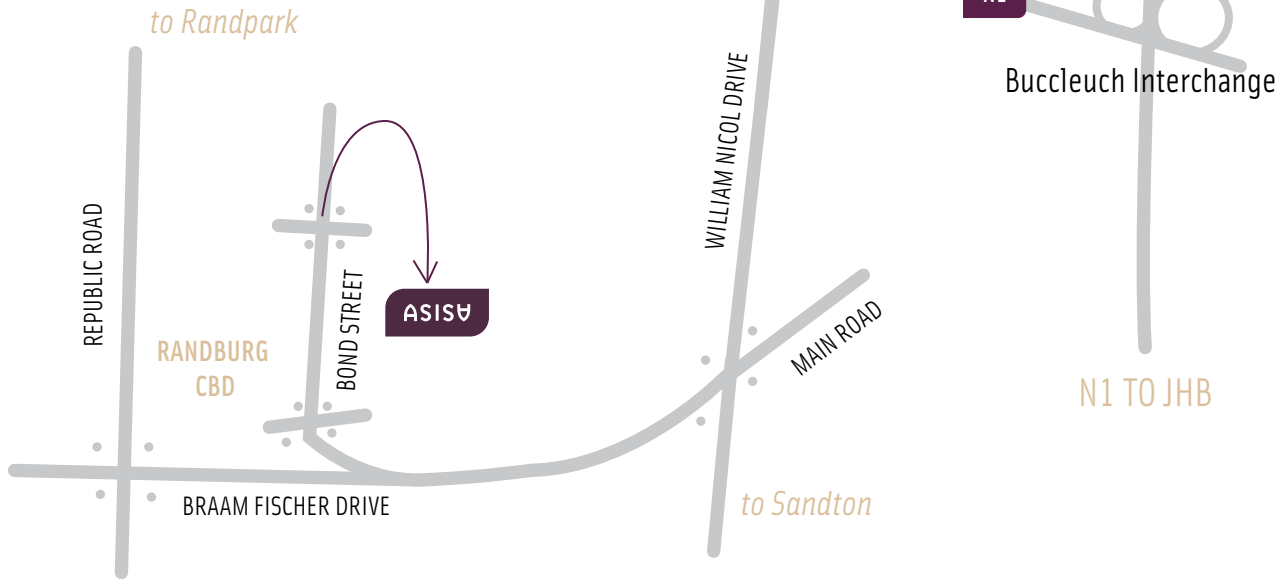 to Randpark
Buccleuch Interchange
WILLIAM NICOL DRIVE
REPUBLIC ROAD
BOND STREET
ASISA
MAIN ROAD
RANDBURG
CBD
N1 TO JHB
to Sandton
BRAAM FISCHER DRIVE